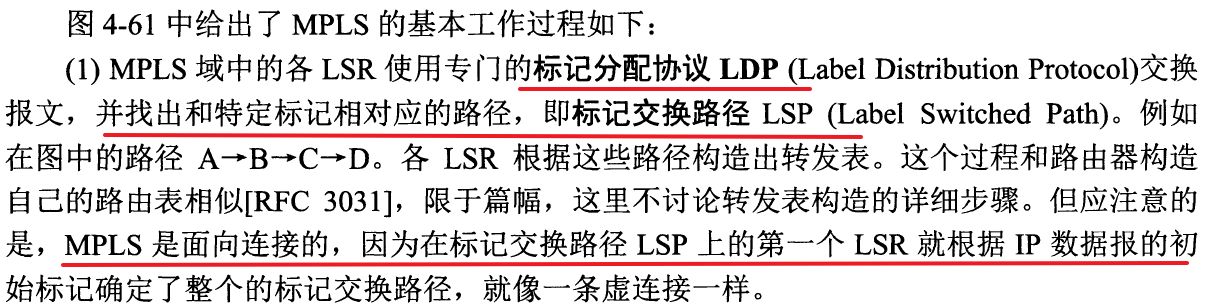 图 4-61 中给出了 MPLS 的基本工作过程如下：
(1) MPLS 域中的各 LSR 使用专门的标记分配协议 LDP (Label Distribution Protocol)交换
报文，并找出和特定标记相对应的路径，即标记交换路径 LSP (Label Switched Path)。例如
在图中的路径 A→B→C→D。各 LSR 根据这些路径构造出转发表。这个过程和路由器构造
自己的路由表相似[RFC 3031]，限于篇幅，这里不讨论转发表构造的详细步骤。但应注意的
是，MPLS 是面向连接的，因为在标记交换路径 LSP 上的第一个 LSR 就根据 IP 数据报的初
始标记确定了整个的标记交换路径，就像一条虚连接一样。